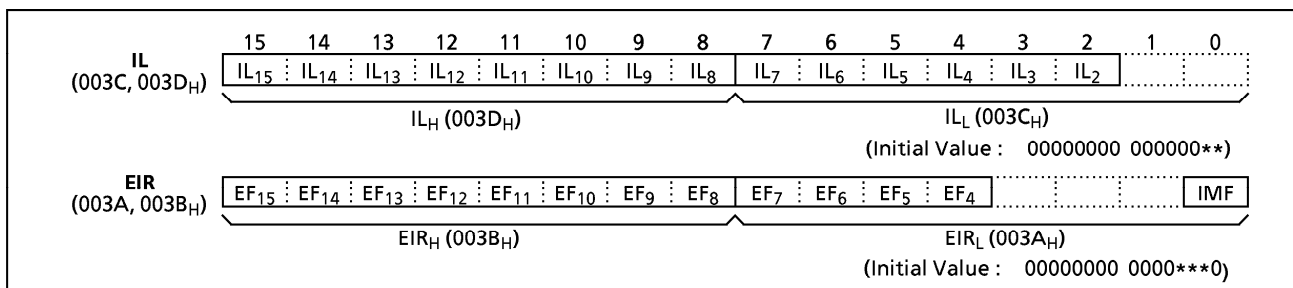 15 14 13 12 11 10 9 8 7 6 5 4 3 2 1 0
IL
(003C, 003DH)
IL15 IL14 IL13 IL12 IL11 IL10 IL9 IL8 IL7 IL6 IL5 IL4 IL3 IL2
ILH (003DH) ILL (003CH)
(Initial Value : 00000000 000000**)
EIR
(003A, 003BH)
EF15 EF14 EF13 EF12 EF11 EF10 EF9 EF8 EF7 EF6 EF5 EF4 IMF
EIRH (003BH) EIRL (003AH)
(Initial Value : 00000000 0000***0)